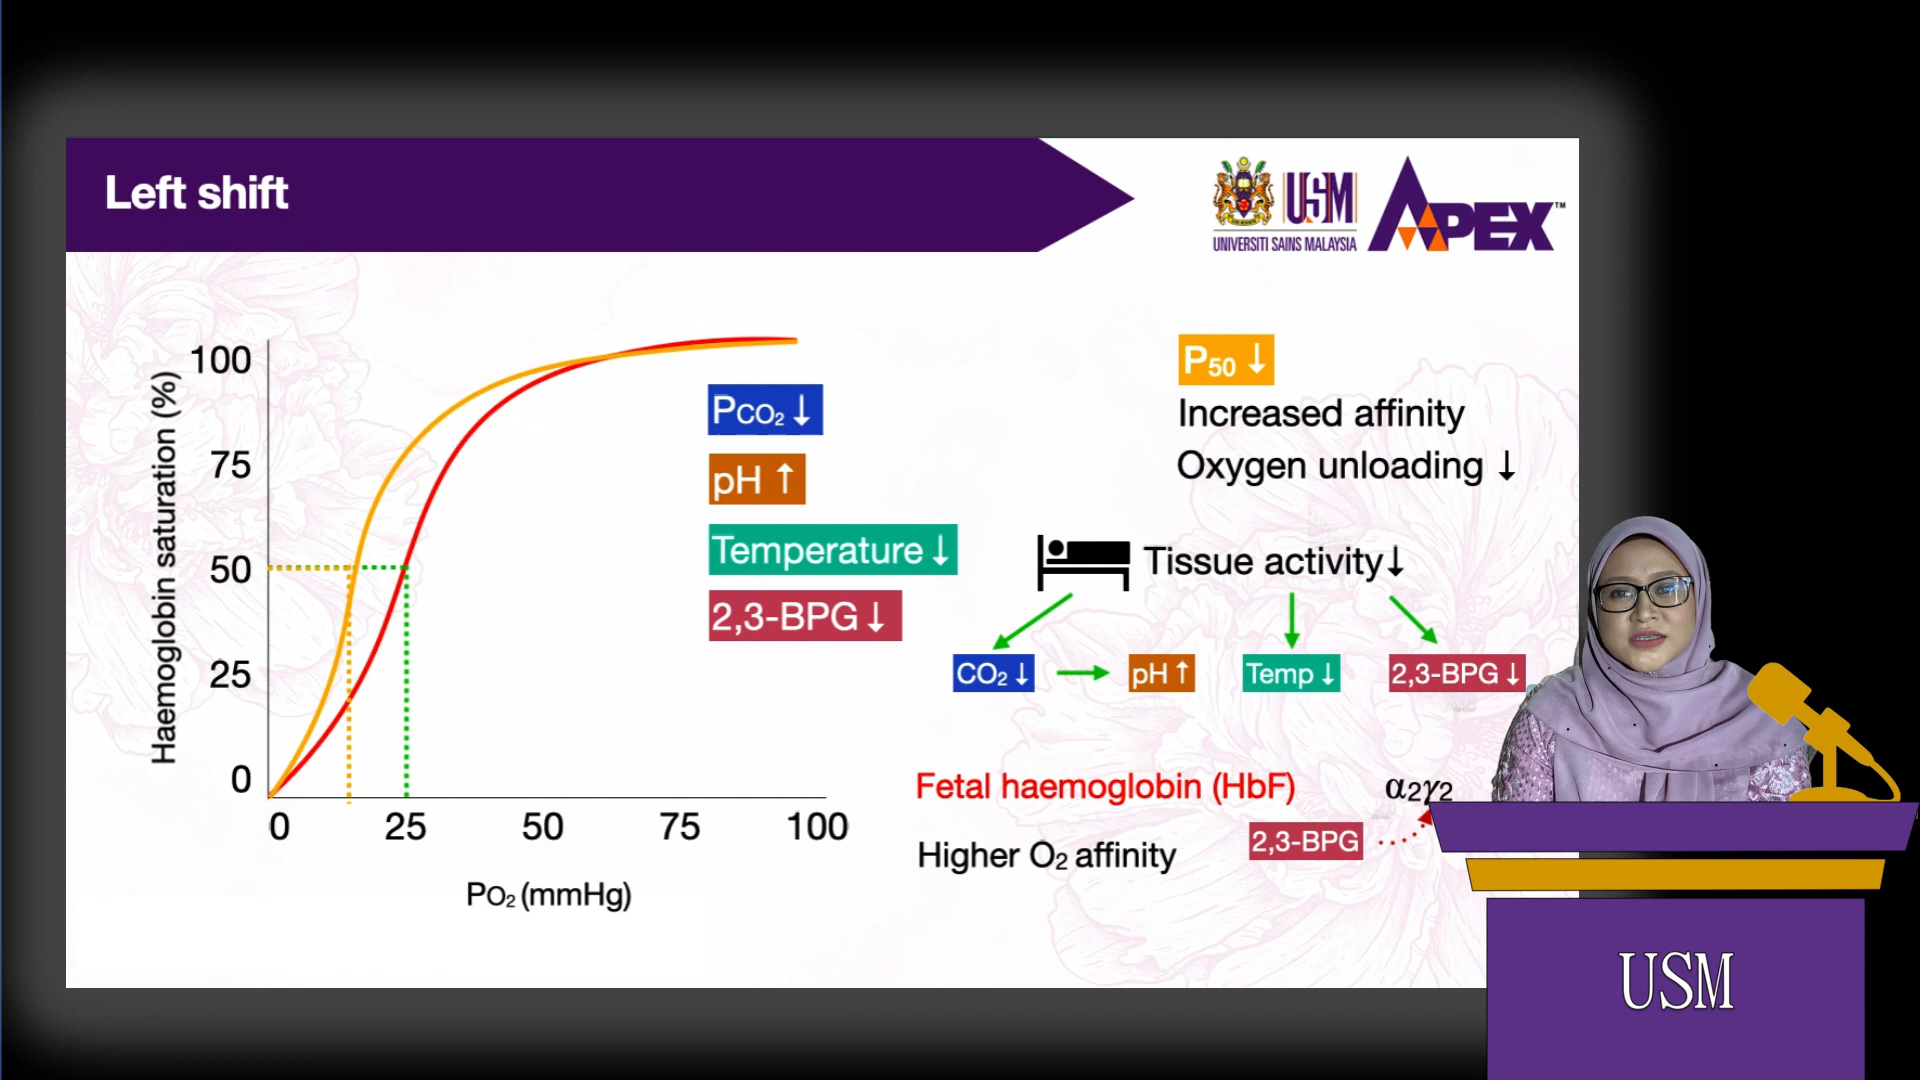 Left shift
USM
UNIVERSITI SAINS MALAYSIA
APEX™
Haemoglobin saturation (%)
100
75
50
25
0
0 25 50 75 100
PO₂ (mmHg)
PCO₂ ↓
pH ↑
Temperature ↓
2,3-BPG ↓
P₅₀ ↓
Increased affinity
Oxygen unloading ↓
Tissue activity ↓
CO₂ ↓ → pH ↑ Temp ↓ 2,3-BPG ↓
Fetal haemoglobin (HbF) α₂γ₂
Higher O₂ affinity 2,3-BPG
USM